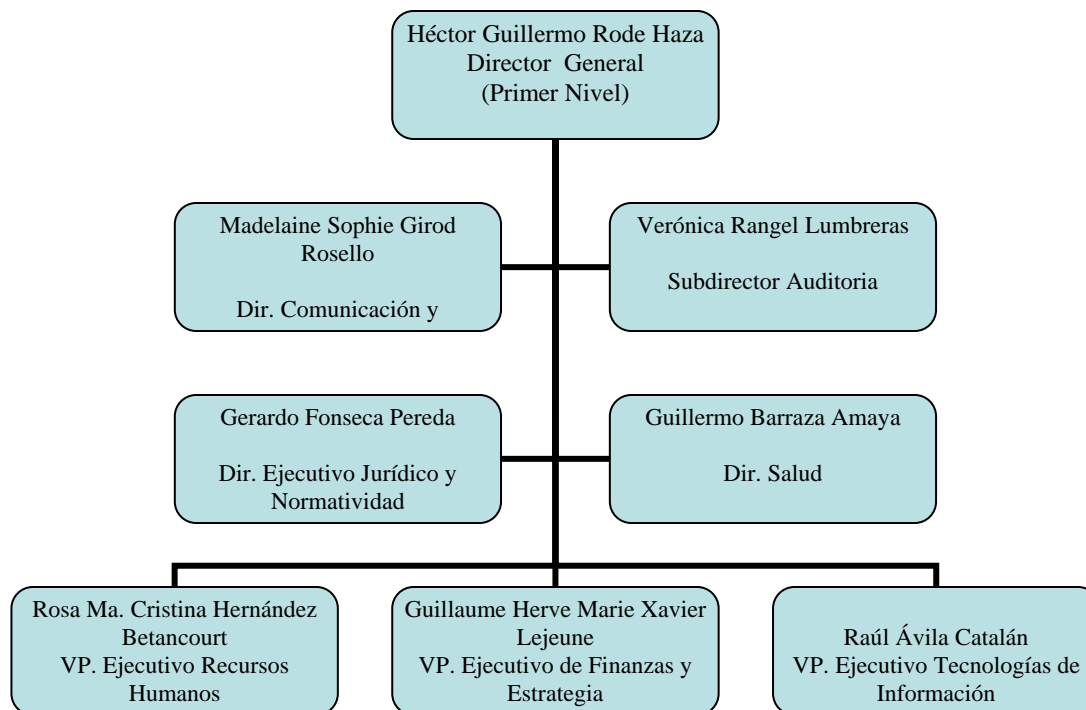 Héctor Guillermo Rode Haza
Director General
(Primer Nivel)
Madelaine Sophie Girod
Rosello
Dir. Comunicación y
Verónica Rangel Lumbreras
Subdirector Auditoria
Gerardo Fonseca Pereda
Dir. Ejecutivo Jurídico y
Normatividad
Guillermo Barraza Amaya
Dir. Salud
Rosa Ma. Cristina Hernández
Betancourt
VP. Ejecutivo Recursos
Humanos
Guillaume Herve Marie Xavier
Lejeune
VP. Ejecutivo de Finanzas y
Estrategia
Raúl Ávila Catalán
VP. Ejecutivo Tecnologías de
Información